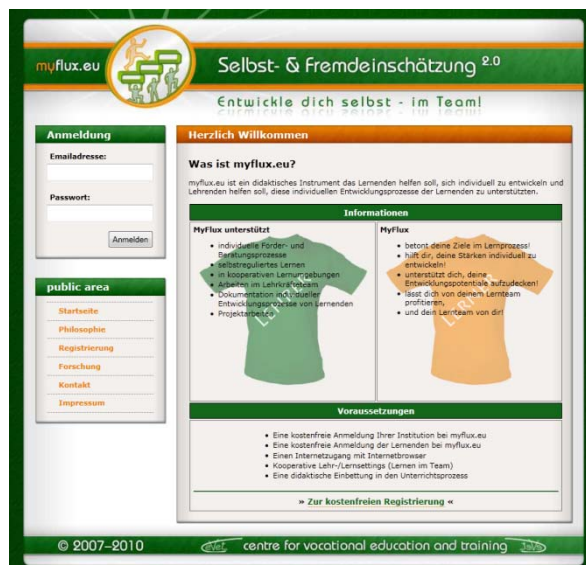 myflux.eu
Selbst- & Fremdeinschätzung 2.0
Entwickle dich selbst - im Team!
Anmeldung
Emailadresse:
Passwort:
Anmelden
public area
Startseite
Philosophie
Registrierung
Forschung
Kontakt
Impressum
Herzlich Willkommen
Was ist myflux.eu?
myflux.eu ist ein didaktisches Instrument das Lernenden helfen soll, sich individuell zu entwickeln und
Lehrenden helfen soll, diese individuellen Entwicklungsprozesse der Lernenden zu unterstützten.
Informationen
MyFlux unterstützt
individuelle Förder- und
Beratungsprozesse
selbstreguliertes Lernen
in kooperativen Lernumgebungen
Arbeiten im Lehrkräfteteam
Dokumentation individueller
Entwicklungsprozesse von Lernenden
Projektarbeiten
LERNER
MyFlux
betont deine Ziele im Lernprozess!
hilft dir, deine Stärken individuell zu
entwickeln!
unterstützt dich, deine
Entwicklungspotentiale aufzudecken!
lässt dich von deinem Lernteam
profitieren,
und dein Lernteam von dir!
LERNER
Voraussetzungen
Eine kostenfreie Anmeldung Ihrer Institution bei myflux.eu
Eine kostenfreie Anmeldung der Lernenden bei myflux.eu
Einen Internetzugang mit Internetbrowser
Kooperative Lehr-/Lernsettings (Lernen im Team)
Eine didaktische Einbettung in den Unterrichtsprozess
» Zur kostenfreien Registrierung «
© 2007–2010
centre for vocational education and training